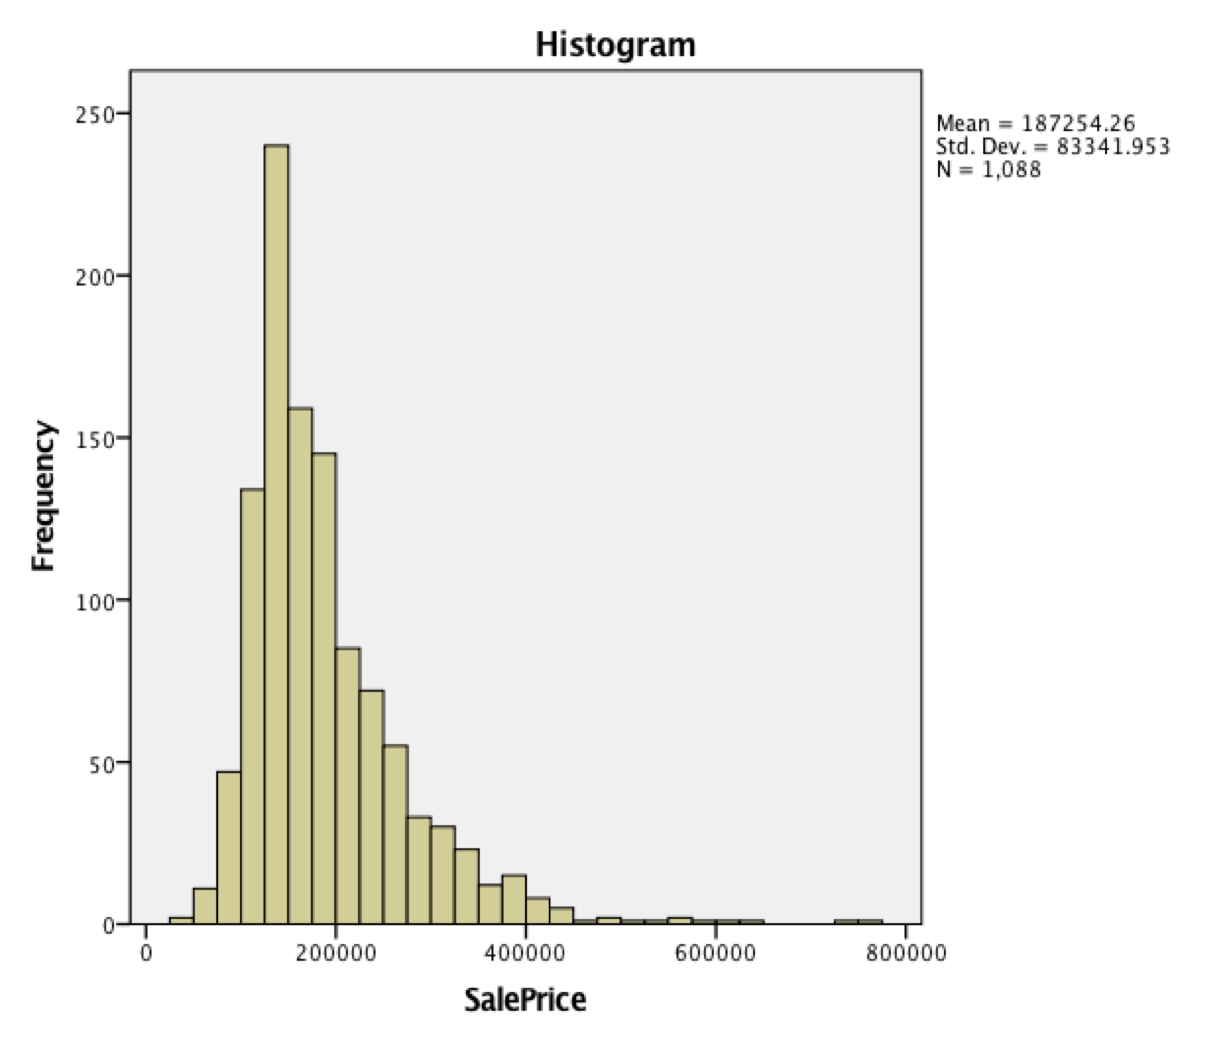 Histogram
Mean = 187254.26
Std. Dev. = 83341.953
N = 1,088
250
200
150
100
50
0
Frequency
0 200000 400000 600000 800000
SalePrice